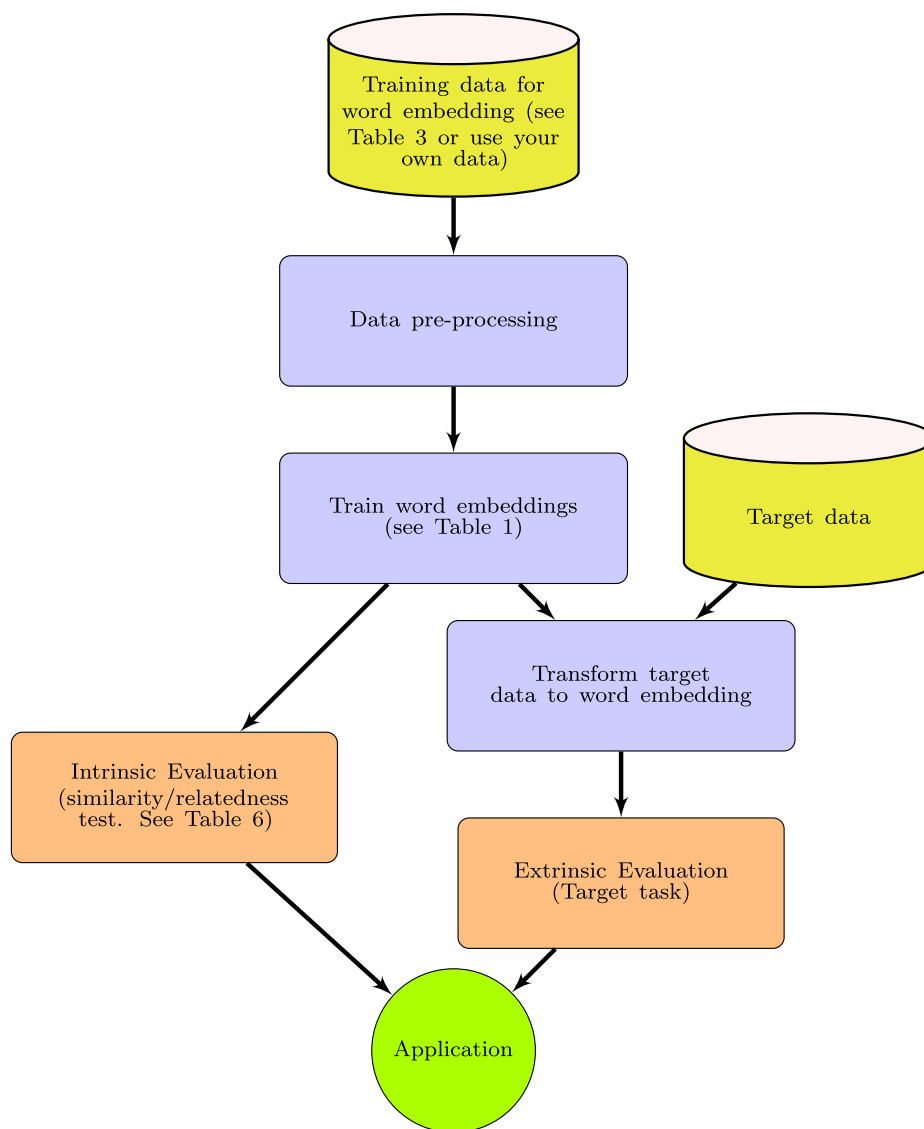 Training data for
word embedding (see
Table 3 or use your
own data)
Data pre-processing
Train word embeddings
(see Table 1)
Target data
Transform target
data to word embedding
Intrinsic Evaluation
(similarity/relatedness
test. See Table 6)
Extrinsic Evaluation
(Target task)
Application